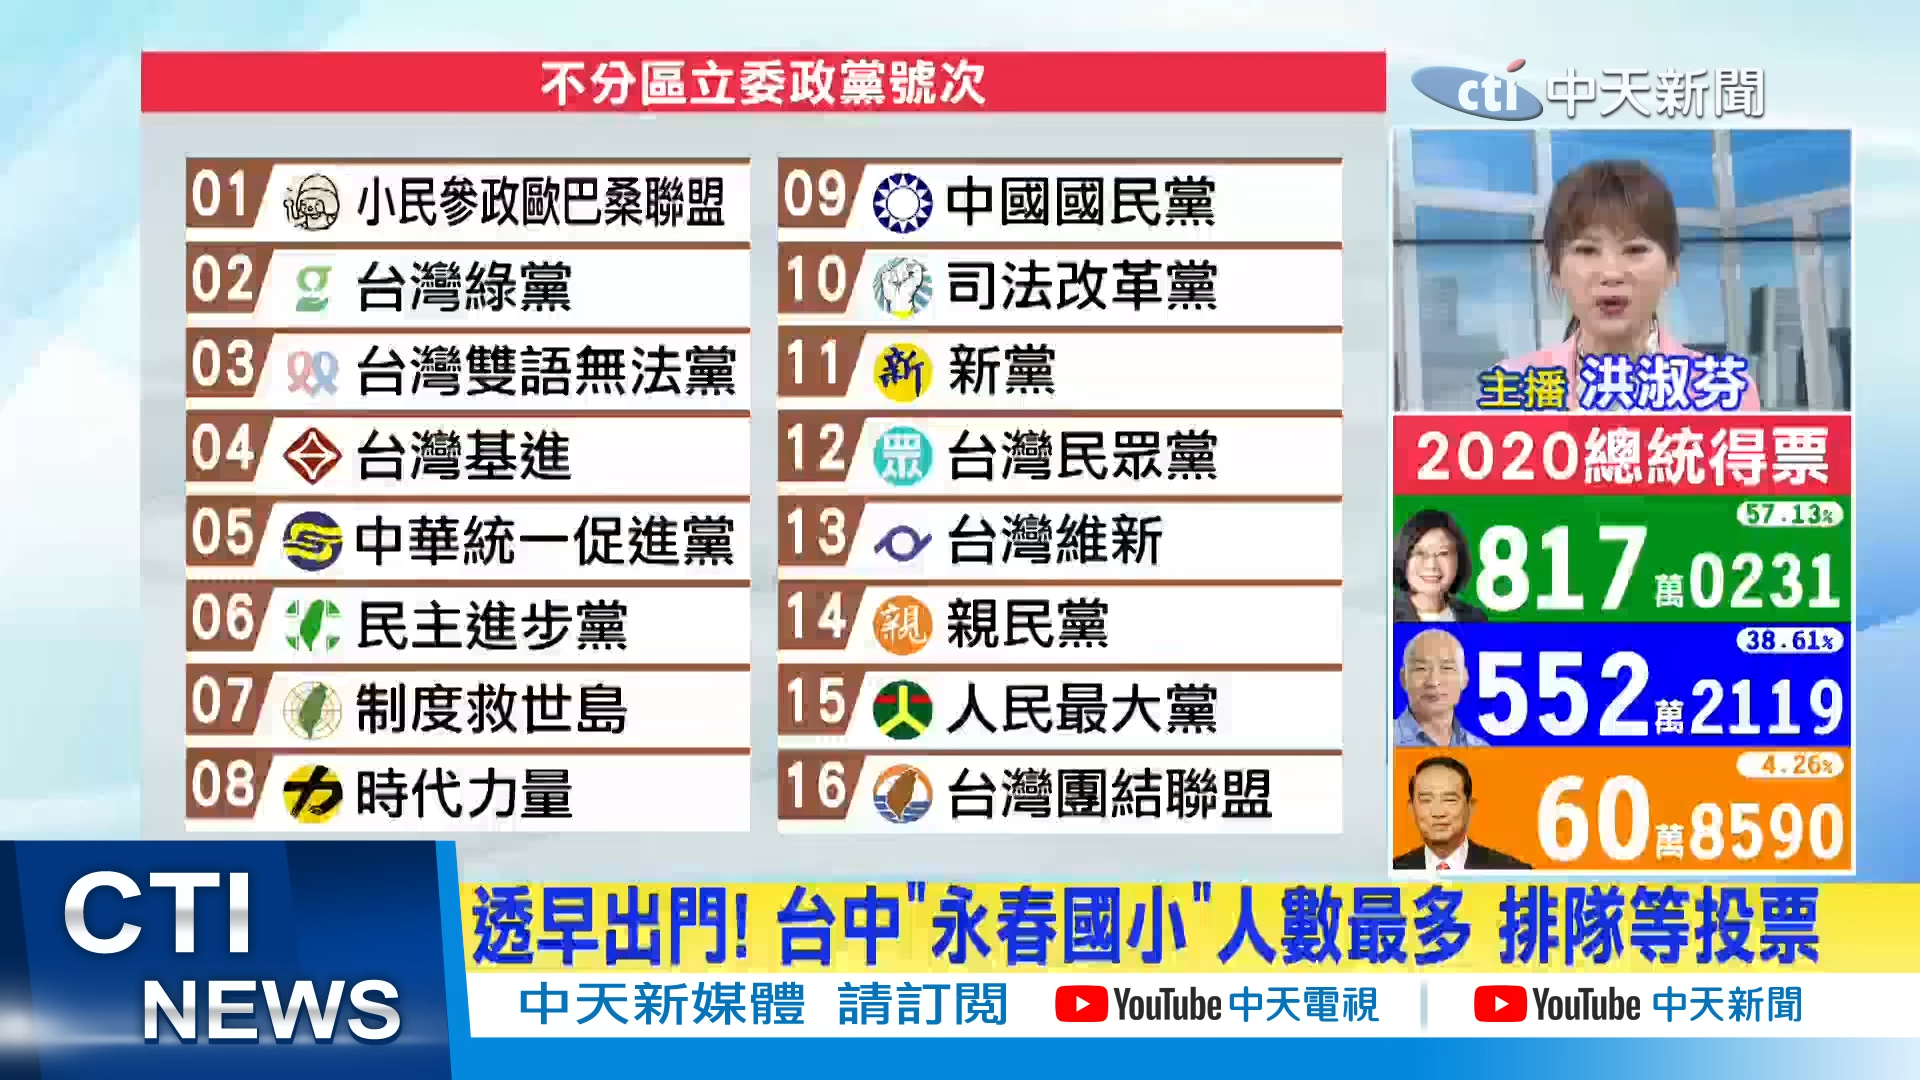 不分區立委政黨號次
cti 中天新聞
01 小民參政歐巴桑聯盟
02 台灣綠黨
03 台灣雙語無法黨
04 台灣基進
05 中華統一促進黨
06 民主進步黨
07 制度救世島
08 力 時代力量
09 中國國民黨
10 司法改革黨
11 新 新黨
12 眾 台灣民眾黨
13 台灣維新
14 親 親民黨
15 人民最大黨
16 台灣團結聯盟
主播 洪淑芬
2020總統得票
57.13%
817萬0231
38.61%
552萬2119
4.26%
60萬8590
CTI
NEWS
透早出門! 台中"永春國小"人數最多 排隊等投票
中天新媒體 請訂閱 YouTube 中天電視 YouTube 中天新聞